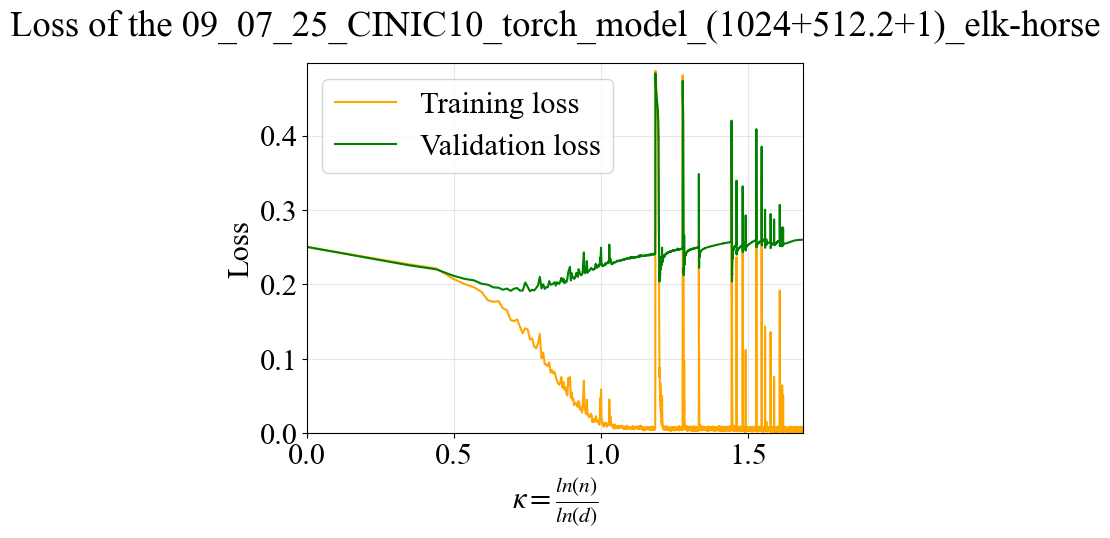 Loss of the 09_07_25_CINIC10_torch_model_(1024+512.2+1)_elk-horse
Training loss
Validation loss
Loss
0.4
0.3
0.2
0.1
0.0
0.0 0.5 1.0 1.5
κ = ln(n)/ln(d)